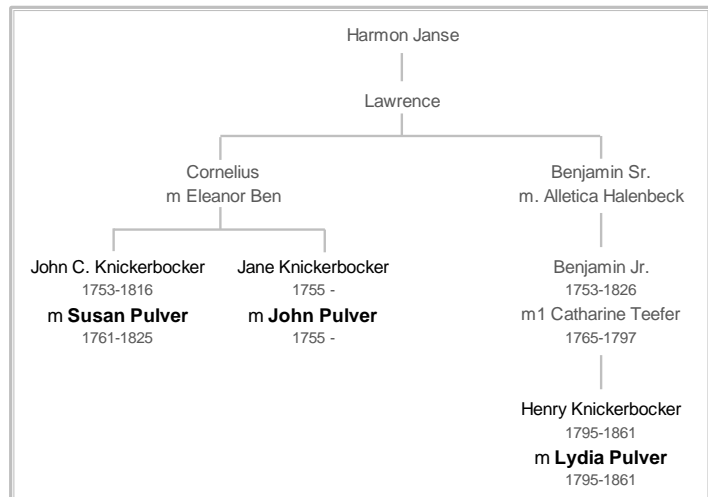 Harmon Janse
Lawrence
Cornelius
m Eleanor Ben
Benjamin Sr.
m. Alletica Halenbeck
John C. Knickerbocker
1753-1816
m Susan Pulver
1761-1825
Jane Knickerbocker
1755 -
m John Pulver
1755 -
Benjamin Jr.
1753-1826
m1 Catharine Teefer
1765-1797
Henry Knickerbocker
1795-1861
m Lydia Pulver
1795-1861